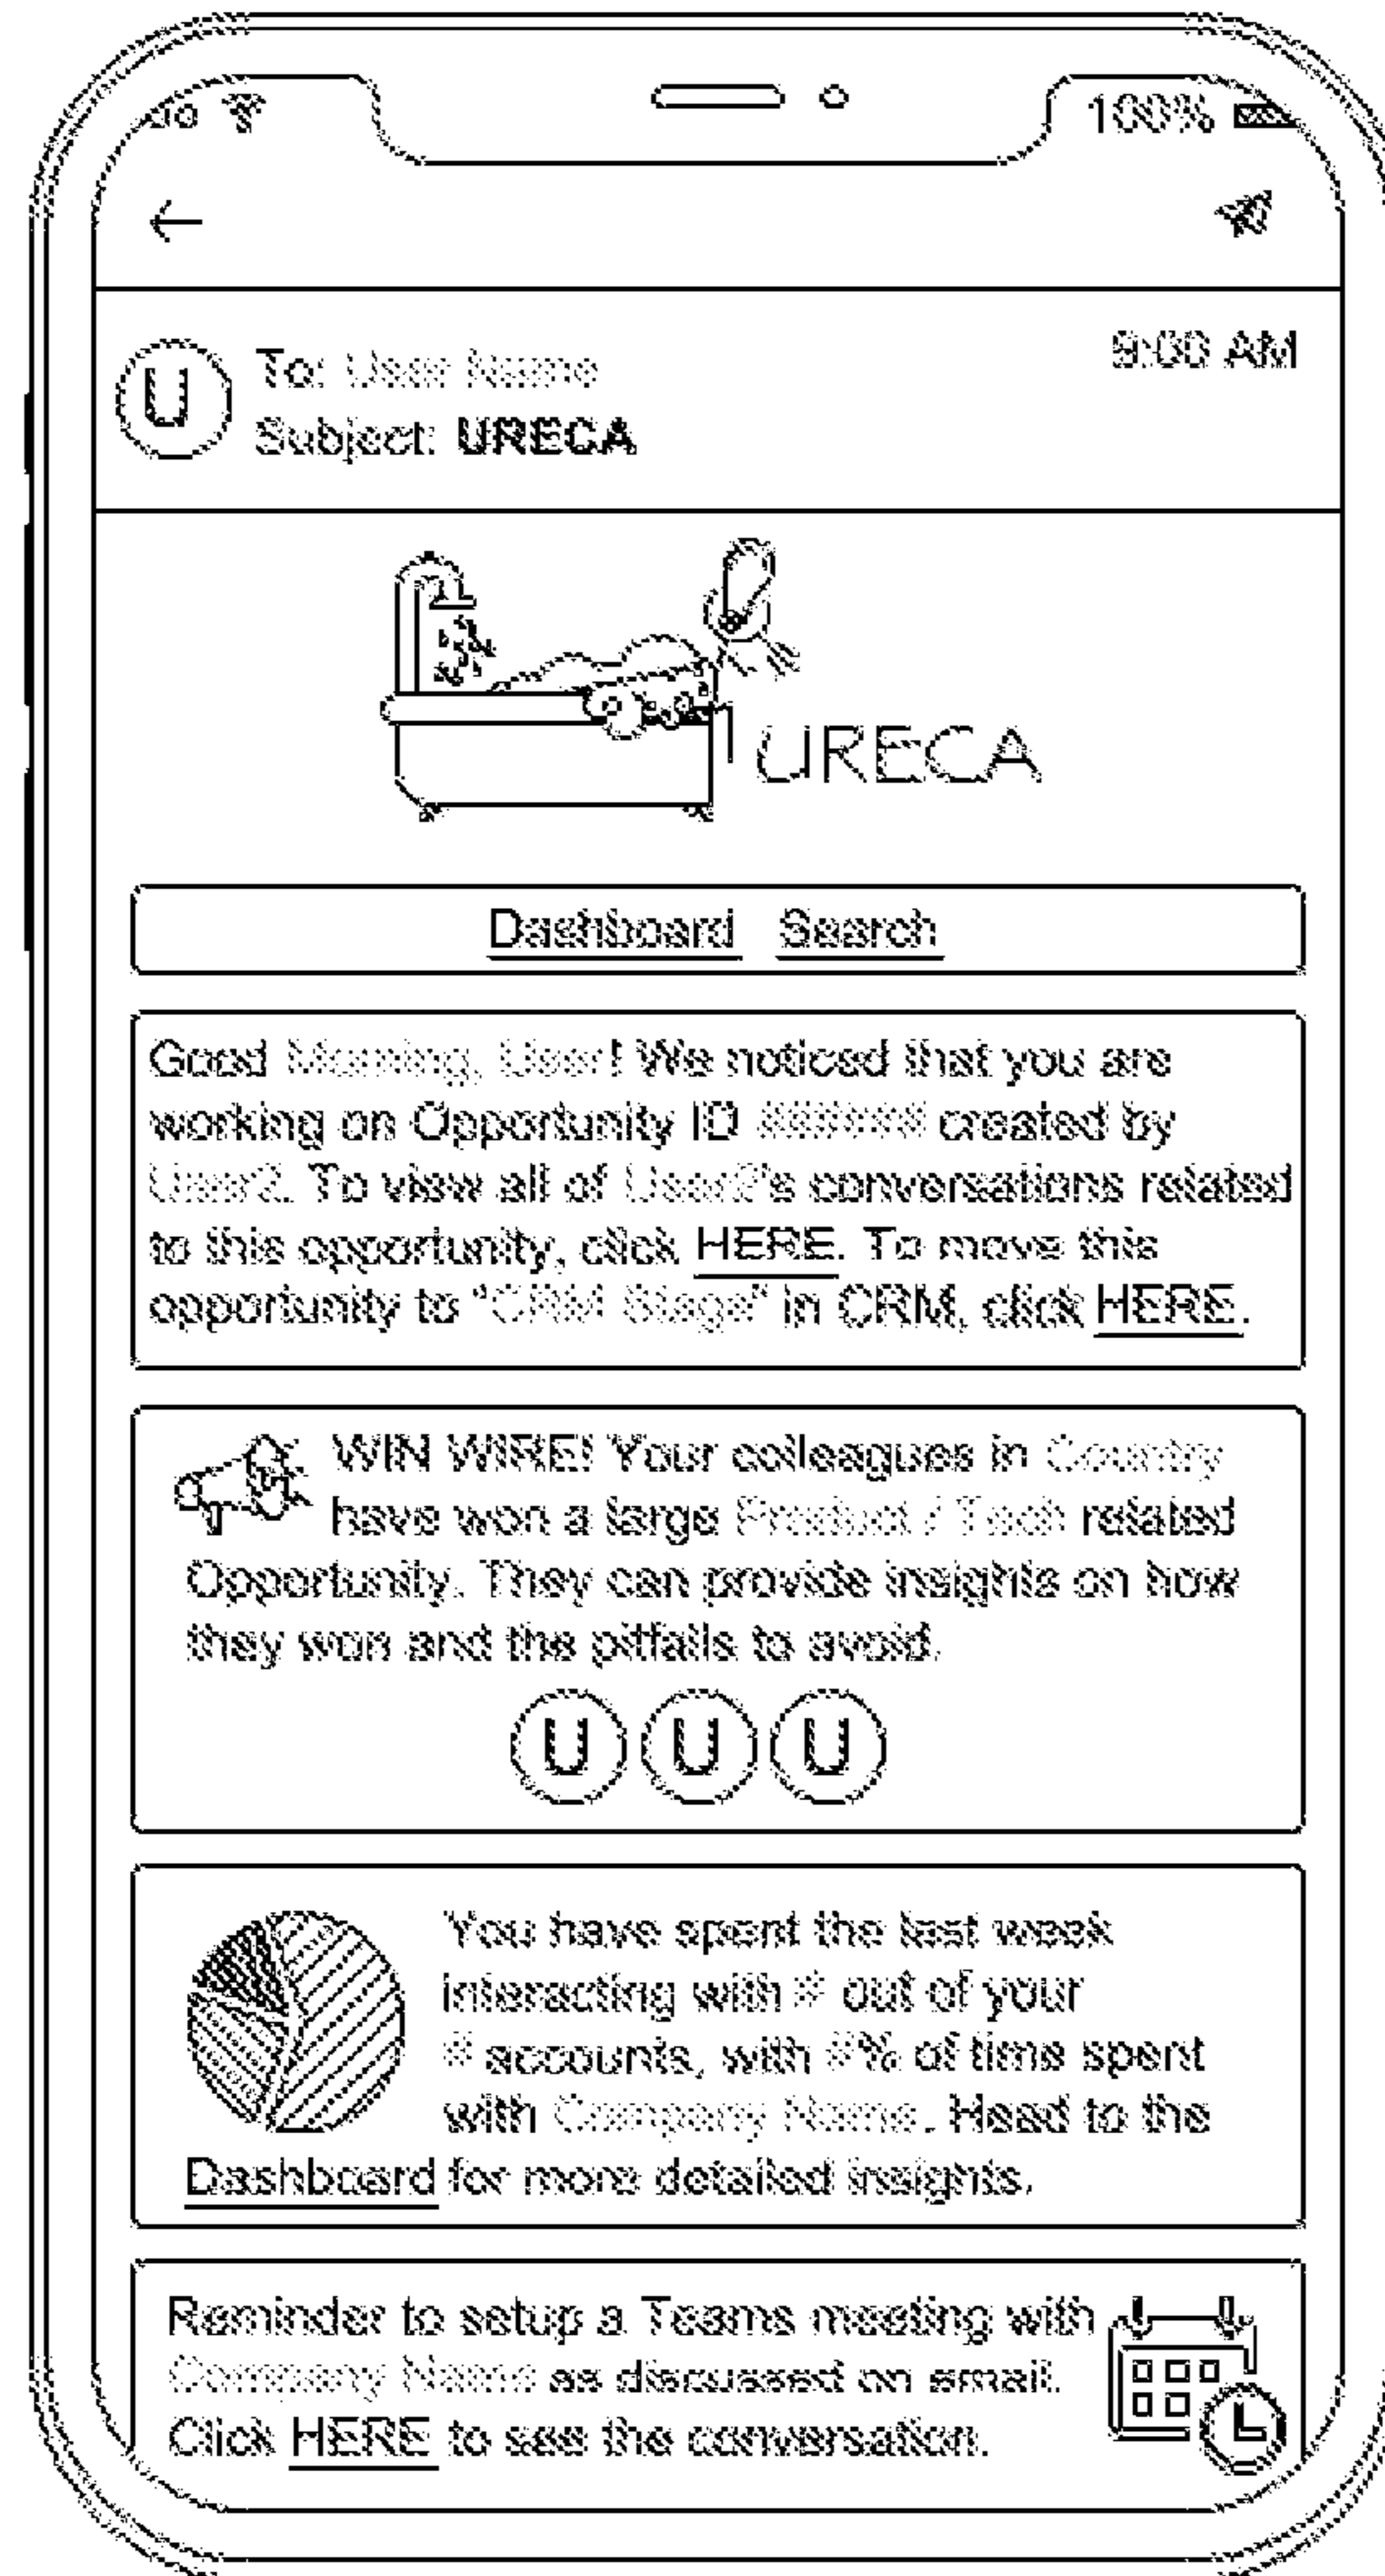 100%
9:00 AM
U
To: User Name
Subject: URECA
URECA
Dashboard Search
Good Morning, User! We noticed that you are
working on Opportunity ID ###### created by
User2. To view all of User2's conversations related
to this opportunity, click HERE. To move this
opportunity to "CRM Stage" in CRM, click HERE.
WIN WIRE! Your colleagues in Country
have won a large Product / Tech related
Opportunity. They can provide insights on how
they won and the pitfalls to avoid.
U U U
You have spent the last week
interacting with # out of your
# accounts, with #% of time spent
with Company Name. Head to the
Dashboard for more detailed insights.
Reminder to setup a Teams meeting with
Company Name as discussed on email.
Click HERE to see the conversation.